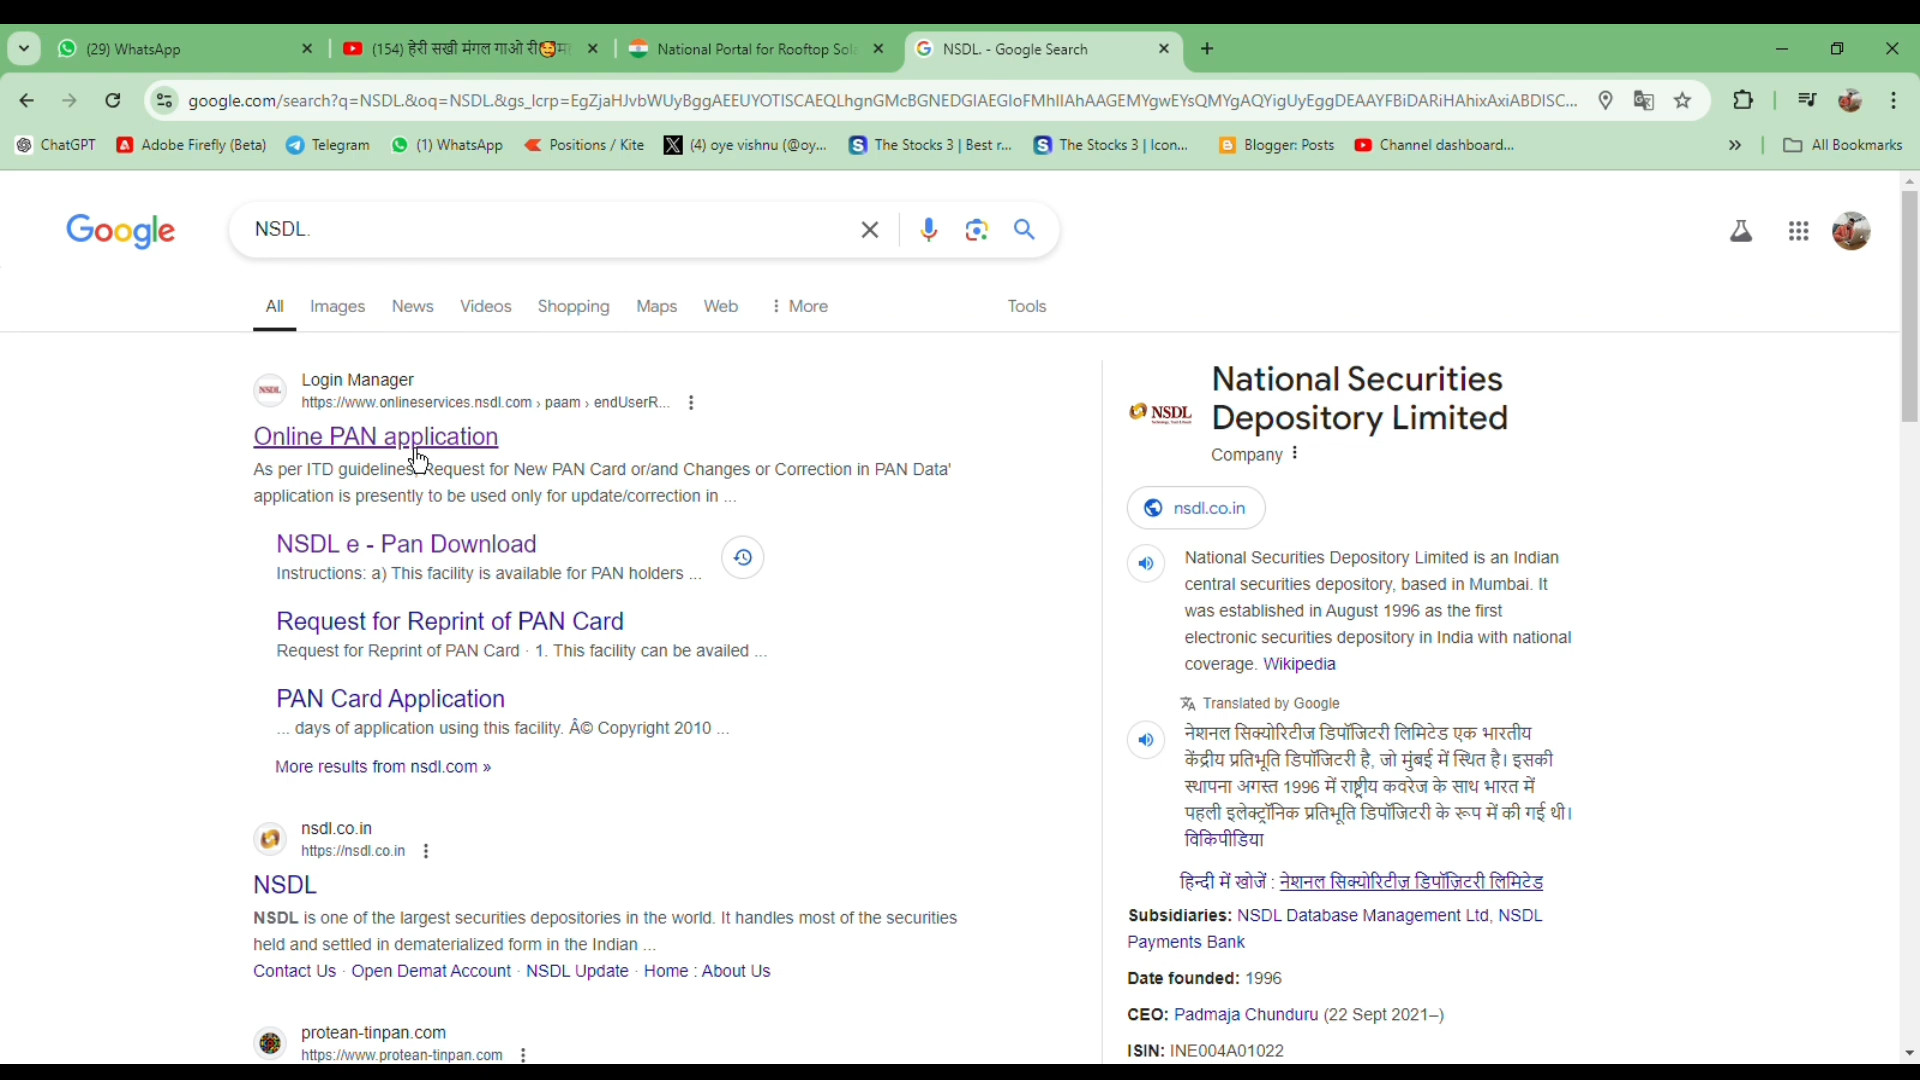 (29) WhatsApp
(154) हेरी सखी मंगल गाओ री
National Portal for Rooftop Sola
NSDL. - Google Search
google.com/search?q=NSDL.&oq=NSDL.&gs_lcrp=
ChatGPT
Adobe Firefly (Beta)
Telegram
(1) WhatsApp
Positions / Kite
(4) oye vishnu (@oy...
The Stocks 3 | Best r...
The Stocks 3 | Icon...
Blogger: Posts
Channel dashboard...
»
All Bookmarks
Google
NSDL.
All
Images
News
Videos
Shopping
Maps
Web
More
Tools
NSDL
Login Manager
https://www.onlineservices.nsdl.com › paam › endUserR...
Online PAN application
As per ITD guidelines, Request for New PAN Card or/and Changes or Correction in PAN Data'
application is presently to be used only for update/correction in ...
NSDL e - Pan Download
Instructions: a) This facility is available for PAN holders ...
Request for Reprint of PAN Card
Request for Reprint of PAN Card · 1. This facility can be availed ...
PAN Card Application
... days of application using this facility. Â© Copyright 2010 ...
More results from nsdl.com »
nsdl.co.in
https://nsdl.co.in
NSDL
NSDL is one of the largest securities depositories in the world. It handles most of the securities
held and settled in dematerialized form in the Indian ...
Contact Us · Open Demat Account · NSDL Update · Home : About Us
protean-tinpan.com
https://www.protean-tinpan.com
NSDL
National Securities
Depository Limited
Company
nsdl.co.in
National Securities Depository Limited is an Indian
central securities depository, based in Mumbai. It
was established in August 1996 as the first
electronic securities depository in India with national
coverage. Wikipedia
Translated by Google
नेशनल सिक्योरिटीज डिपॉजिटरी लिमिटेड एक भारतीय
केंद्रीय प्रतिभूति डिपॉजिटरी है, जो मुंबई में स्थित है। इसकी
स्थापना अगस्त 1996 में राष्ट्रीय कवरेज के साथ भारत में
पहली इलेक्ट्रॉनिक प्रतिभूति डिपॉजिटरी के रूप में की गई थी।
विकिपीडिया
हिन्दी में खोजें : नेशनल सिक्योरिटीज़ डिपॉज़िटरी लिमिटेड
Subsidiaries: NSDL Database Management Ltd, NSDL
Payments Bank
Date founded: 1996
CEO: Padmaja Chunduru (22 Sept 2021–)
ISIN: INE004A01022